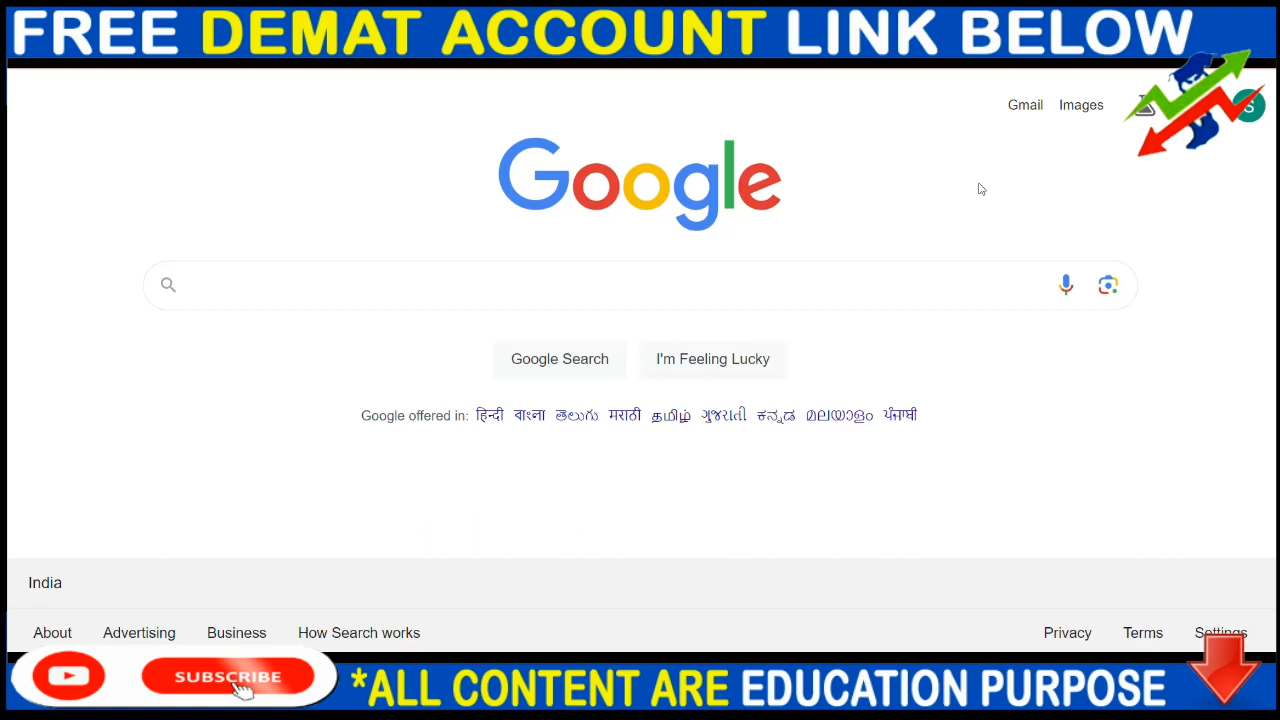 FREE DEMAT ACCOUNT LINK BELOW
Gmail Images
S
Google
Google Search I'm Feeling Lucky
Google offered in: हिन्दी বাংলা తెలుగు मराठी தமிழ் ગુજરાતી ಕನ್ನಡ മലയാളം ਪੰਜਾਬੀ
India
About Advertising Business How Search works Privacy Terms Settings
SUBSCRIBE *ALL CONTENT ARE EDUCATION PURPOSE